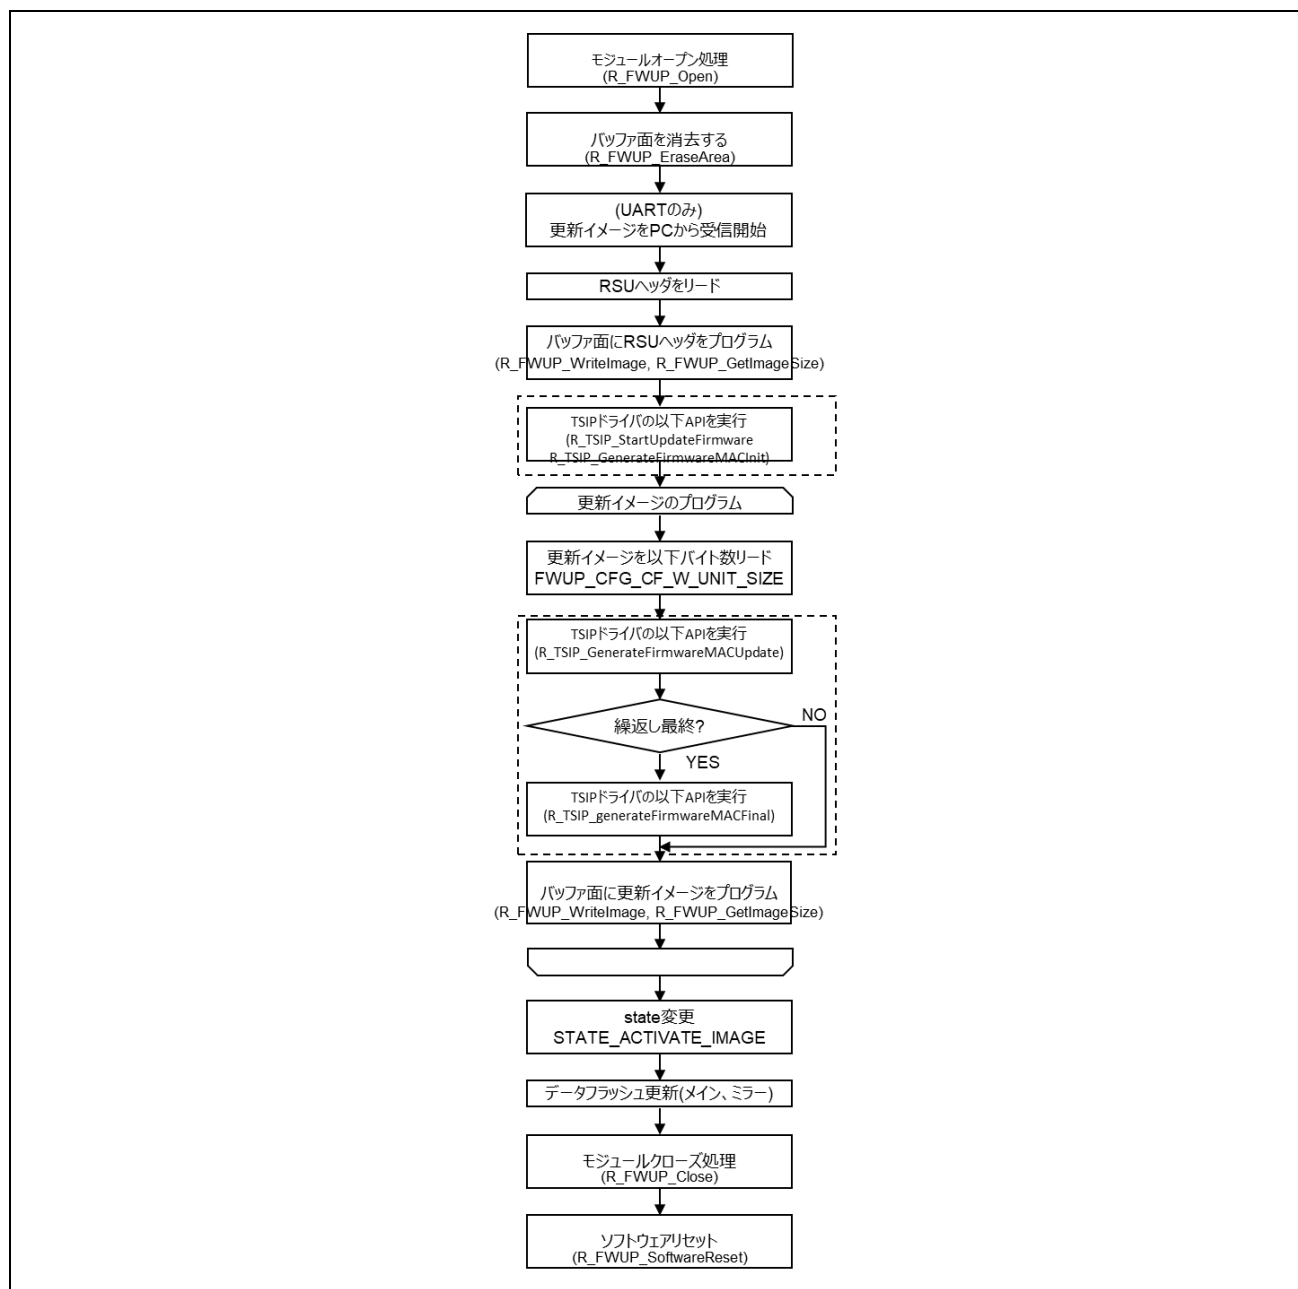 モジュールオープン処理
(R_FWUP_Open)
バッファ面を消去する
(R_FWUP_EraseArea)
(UARTのみ)
更新イメージをPCから受信開始
RSUヘッダをリード
バッファ面にRSUヘッダをプログラム
(R_FWUP_WriteImage, R_FWUP_GetImageSize)
TSIPドライバの以下APIを実行
(R_TSIP_StartUpdateFirmware
R_TSIP_GenerateFirmwareMACInit)
更新イメージのプログラム
更新イメージを以下バイト数リード
FWUP_CFG_CF_W_UNIT_SIZE
TSIPドライバの以下APIを実行
(R_TSIP_GenerateFirmwareMACUpdate)
繰返し最終?
NO
YES
TSIPドライバの以下APIを実行
(R_TSIP_generateFirmwareMACFinal)
バッファ面に更新イメージをプログラム
(R_FWUP_WriteImage, R_FWUP_GetImageSize)
state変更
STATE_ACTIVATE_IMAGE
データフラッシュ更新(メイン、ミラー)
モジュールクローズ処理
(R_FWUP_Close)
ソフトウェアリセット
(R_FWUP_SoftwareReset)